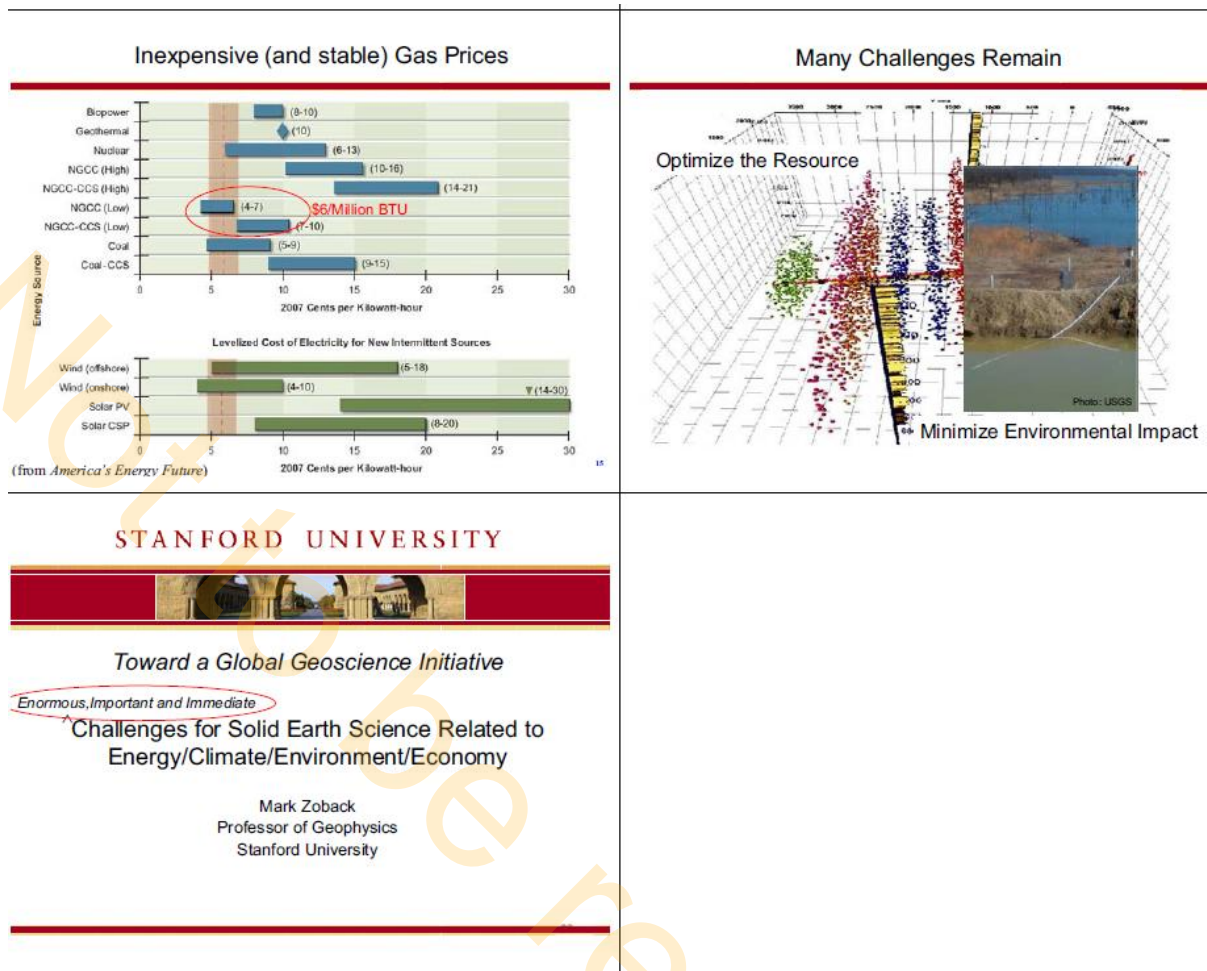 Inexpensive (and stable) Gas Prices
Biopower
(8-10)
Geothermal
(10)
Nuclear
(6-13)
NGCC (High)
(10-16)
NGCC-CCS (High)
(14-21)
NGCC (Low)
(4-7)
$6/Million BTU
NGCC-CCS (Low)
(7-10)
Coal
(5-9)
Coal-CCS
(9-15)
Energy Source
0 5 10 15 20 25 30
2007 Cents per Kilowatt-hour
Levelized Cost of Electricity for New Intermittent Sources
Wind (offshore)
(5-18)
Wind (onshore)
(4-10)
(14-30)
Solar PV
Solar CSP
(8-20)
0 5 10 15 20 25 30
2007 Cents per Kilowatt-hour
(from America's Energy Future)
15
Many Challenges Remain
Optimize the Resource
Photo: USGS
Minimize Environmental Impact
STANFORD UNIVERSITY
Toward a Global Geoscience Initiative
Enormous,Important and Immediate
^
Challenges for Solid Earth Science Related to
Energy/Climate/Environment/Economy
Mark Zoback
Professor of Geophysics
Stanford University
Not to be re